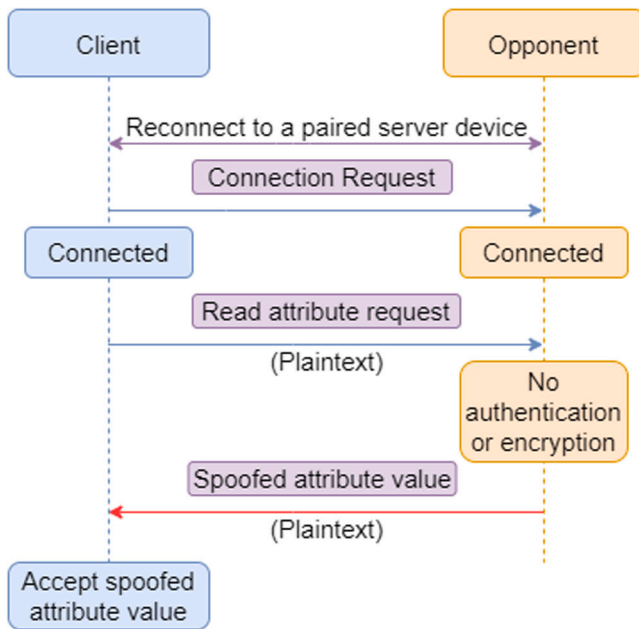 Client
Opponent
Reconnect to a paired server device
Connection Request
Connected
Connected
Read attribute request
(Plaintext)
No
authentication
or encryption
Spoofed attribute value
(Plaintext)
Accept spoofed
attribute value